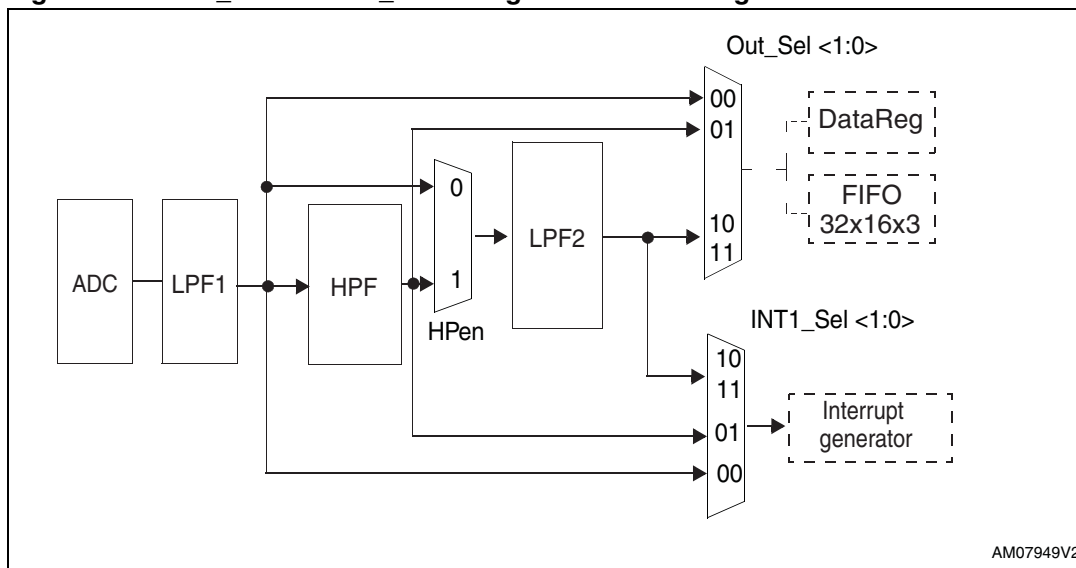 Out_Sel <1:0>
00
01
10
11
DataReg
FIFO
32x16x3
ADC
LPF1
HPF
0
1
HPen
LPF2
INT1_Sel <1:0>
10
11
01
00
Interrupt
generator
AM07949V2